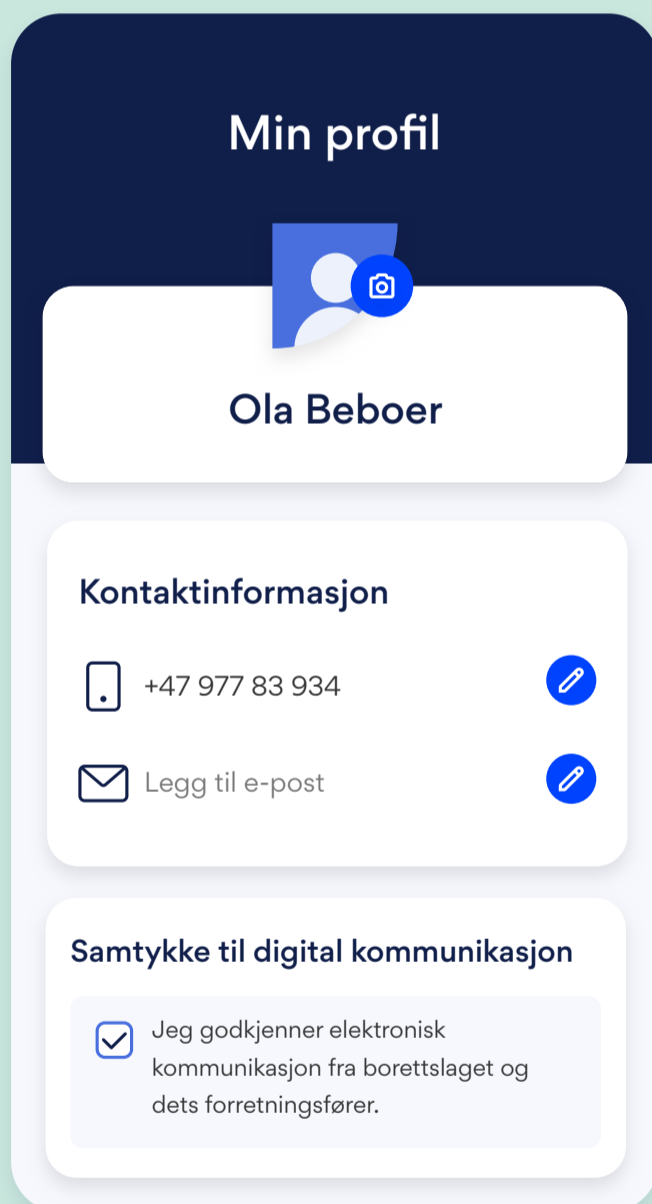 Min profil
Ola Beboer
Kontaktinformasjon
+47 977 83 934
Legg til e-post
Samtykke til digital kommunikasjon
Jeg godkjenner elektronisk
kommunikasjon fra borettslaget og
dets forretningsfører.